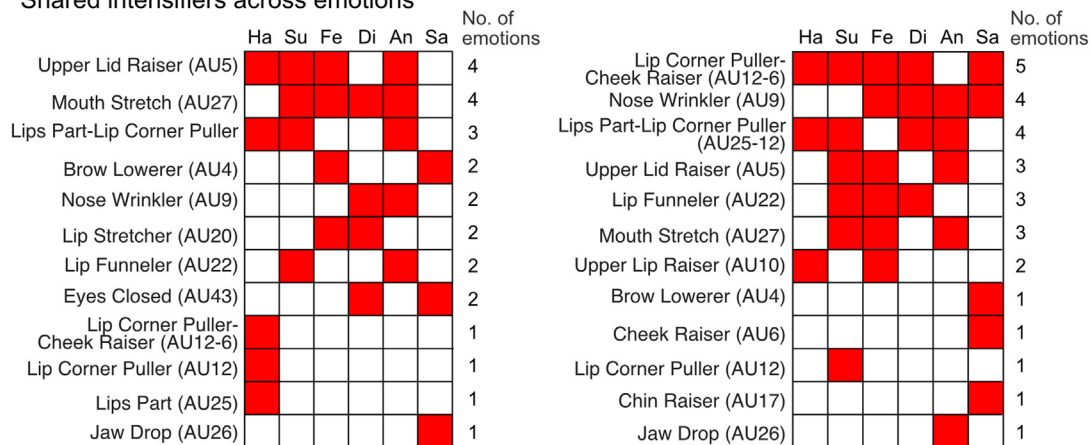 Shared intensifiers across emotions
No. of
emotions
Ha Su Fe Di An Sa
Upper Lid Raiser (AU5) 4
Mouth Stretch (AU27) 4
Lips Part-Lip Corner Puller 3
Brow Lowerer (AU4) 2
Nose Wrinkler (AU9) 2
Lip Stretcher (AU20) 2
Lip Funneler (AU22) 2
Eyes Closed (AU43) 2
Lip Corner Puller-
Cheek Raiser (AU12-6) 1
Lip Corner Puller (AU12) 1
Lips Part (AU25) 1
Jaw Drop (AU26) 1
No. of
emotions
Ha Su Fe Di An Sa
Lip Corner Puller-
Cheek Raiser (AU12-6) 5
Nose Wrinkler (AU9) 4
Lips Part-Lip Corner Puller
(AU25-12) 4
Upper Lid Raiser (AU5) 3
Lip Funneler (AU22) 3
Mouth Stretch (AU27) 3
Upper Lip Raiser (AU10) 2
Brow Lowerer (AU4) 1
Cheek Raiser (AU6) 1
Lip Corner Puller (AU12) 1
Chin Raiser (AU17) 1
Jaw Drop (AU26) 1